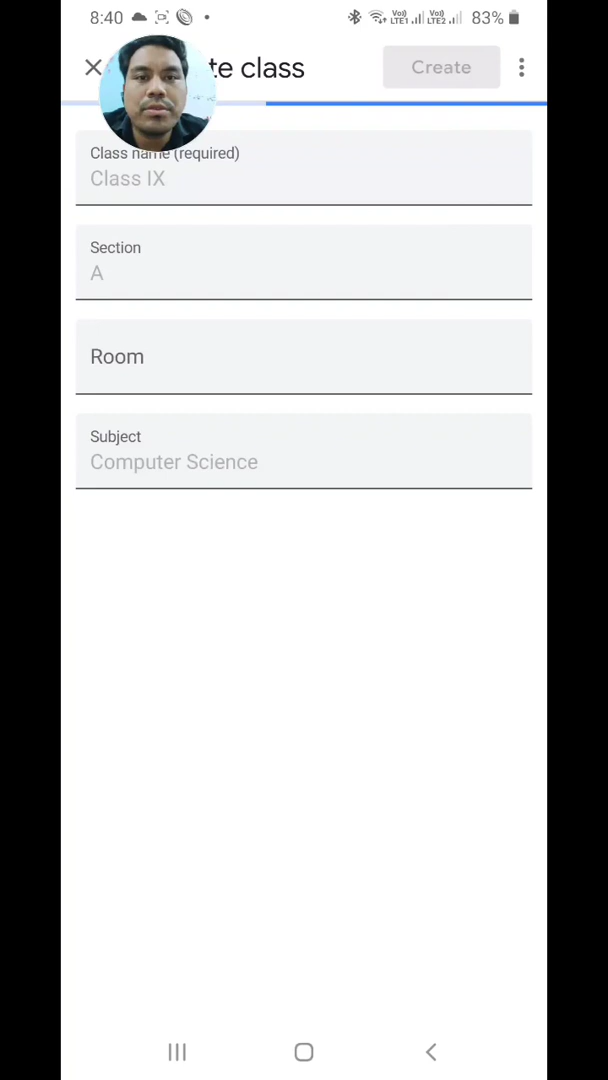 8:40 83%
te class Create
Class name (required)
Class IX
Section
A
Room
Subject
Computer Science